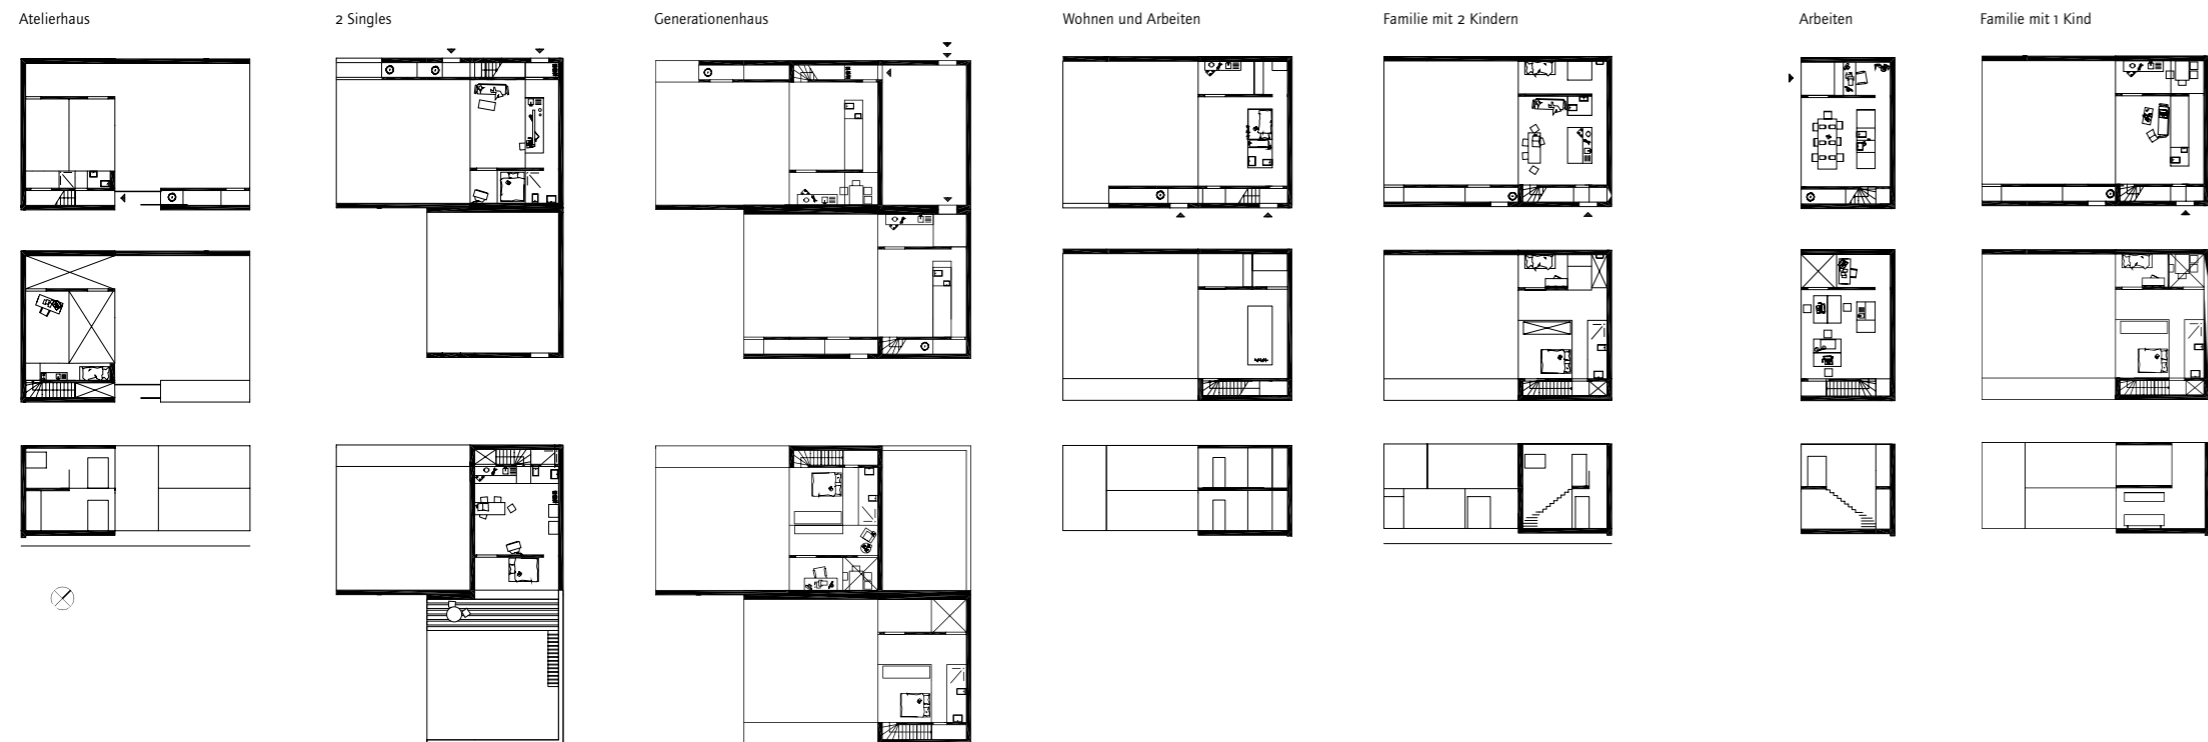 Atelierhaus
2 Singles
Generationenhaus
Wohnen und Arbeiten
Familie mit 2 Kindern
Arbeiten
Familie mit 1 Kind